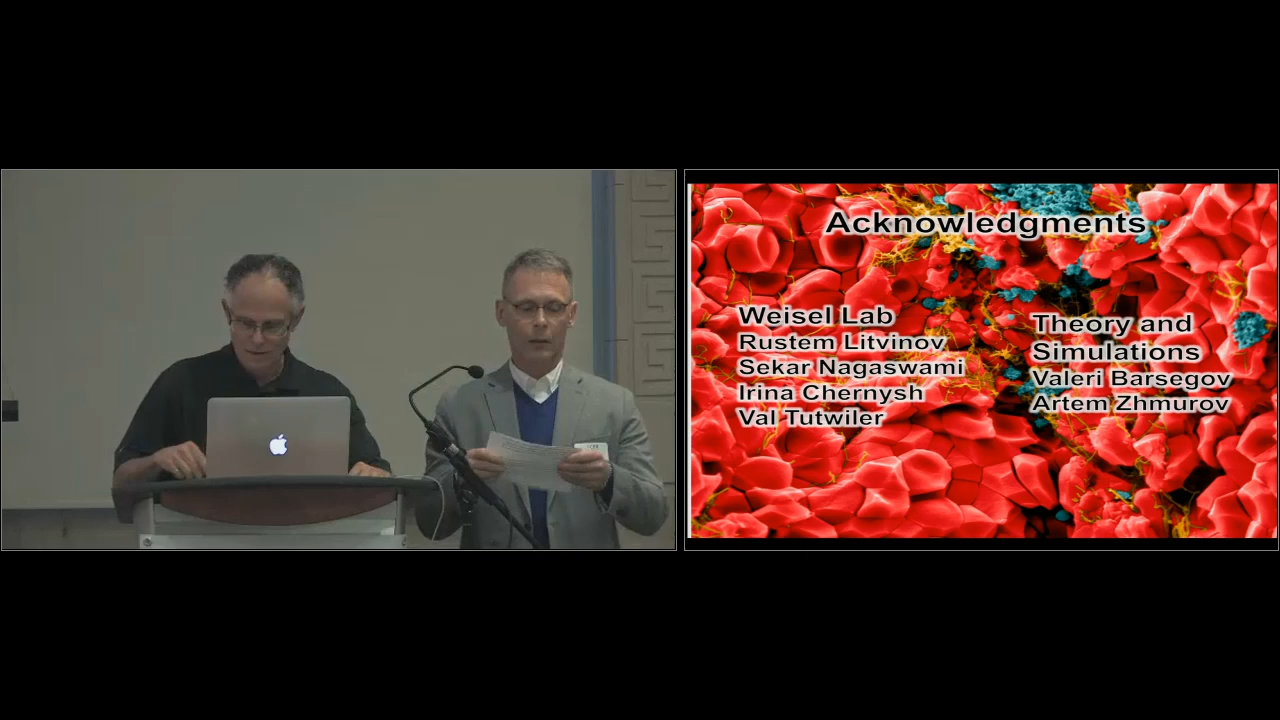 Acknowledgments
Weisel Lab
Rustem Litvinov
Sekar Nagaswami
Irina Chernysh
Val Tutwiler
Theory and
Simulations
Valeri Barsegov
Artem Zhmurov